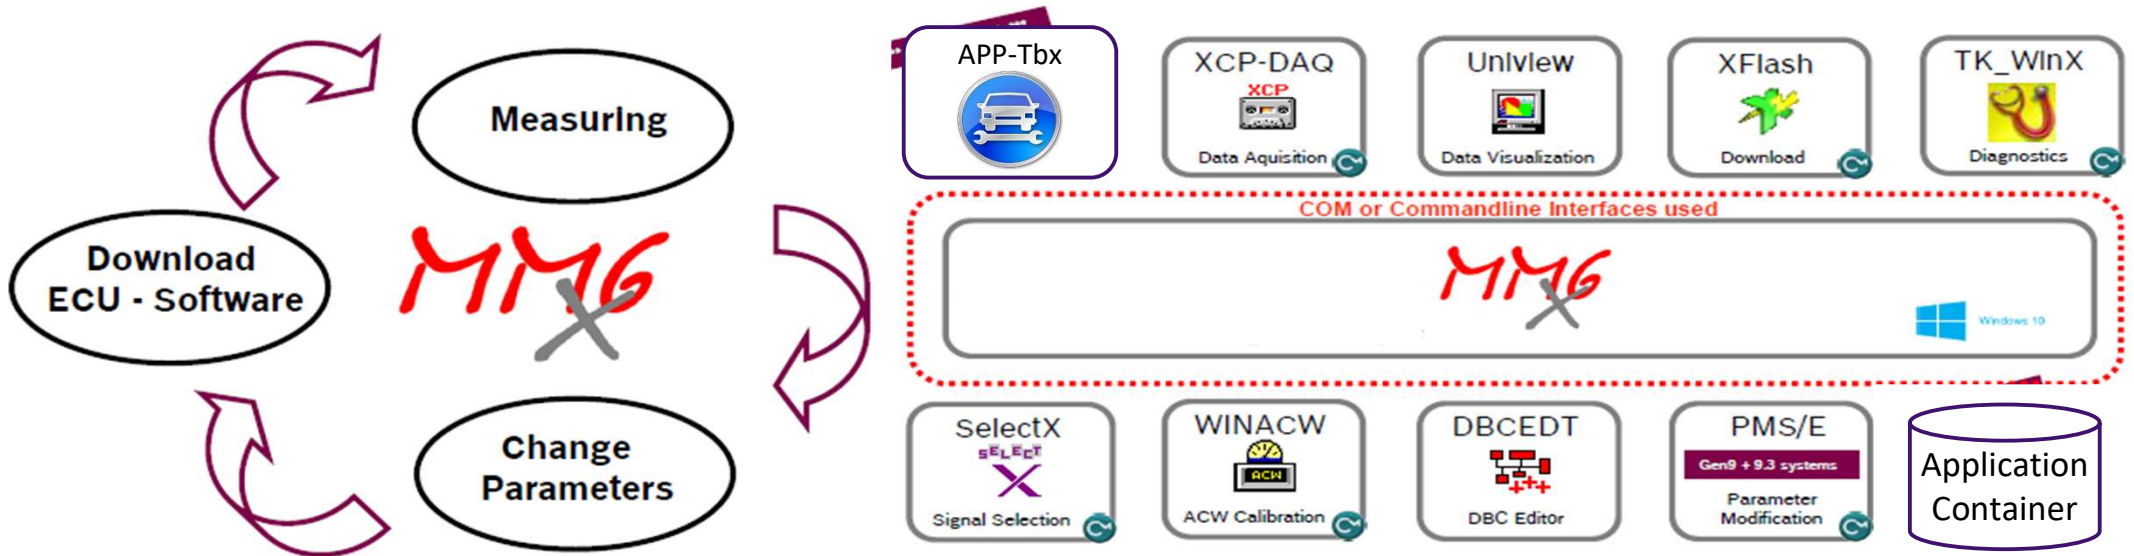 Measuring
Download
ECU - Software
MM6
X
Change
Parameters
APP-Tbx
XCP-DAQ
XCP
Data Aquisition
Uniview
Data Visualization
XFlash
Download
TK_WinX
Diagnostics
COM or Commandline Interfaces used
MM6
X
Windows 10
SelectX
SELECT
X
Signal Selection
WINACW
ACW
ACW Calibration
DBCEDT
DBC Editor
PMS/E
Gen9 + 9.3 systems
Parameter
Modification
Application
Container